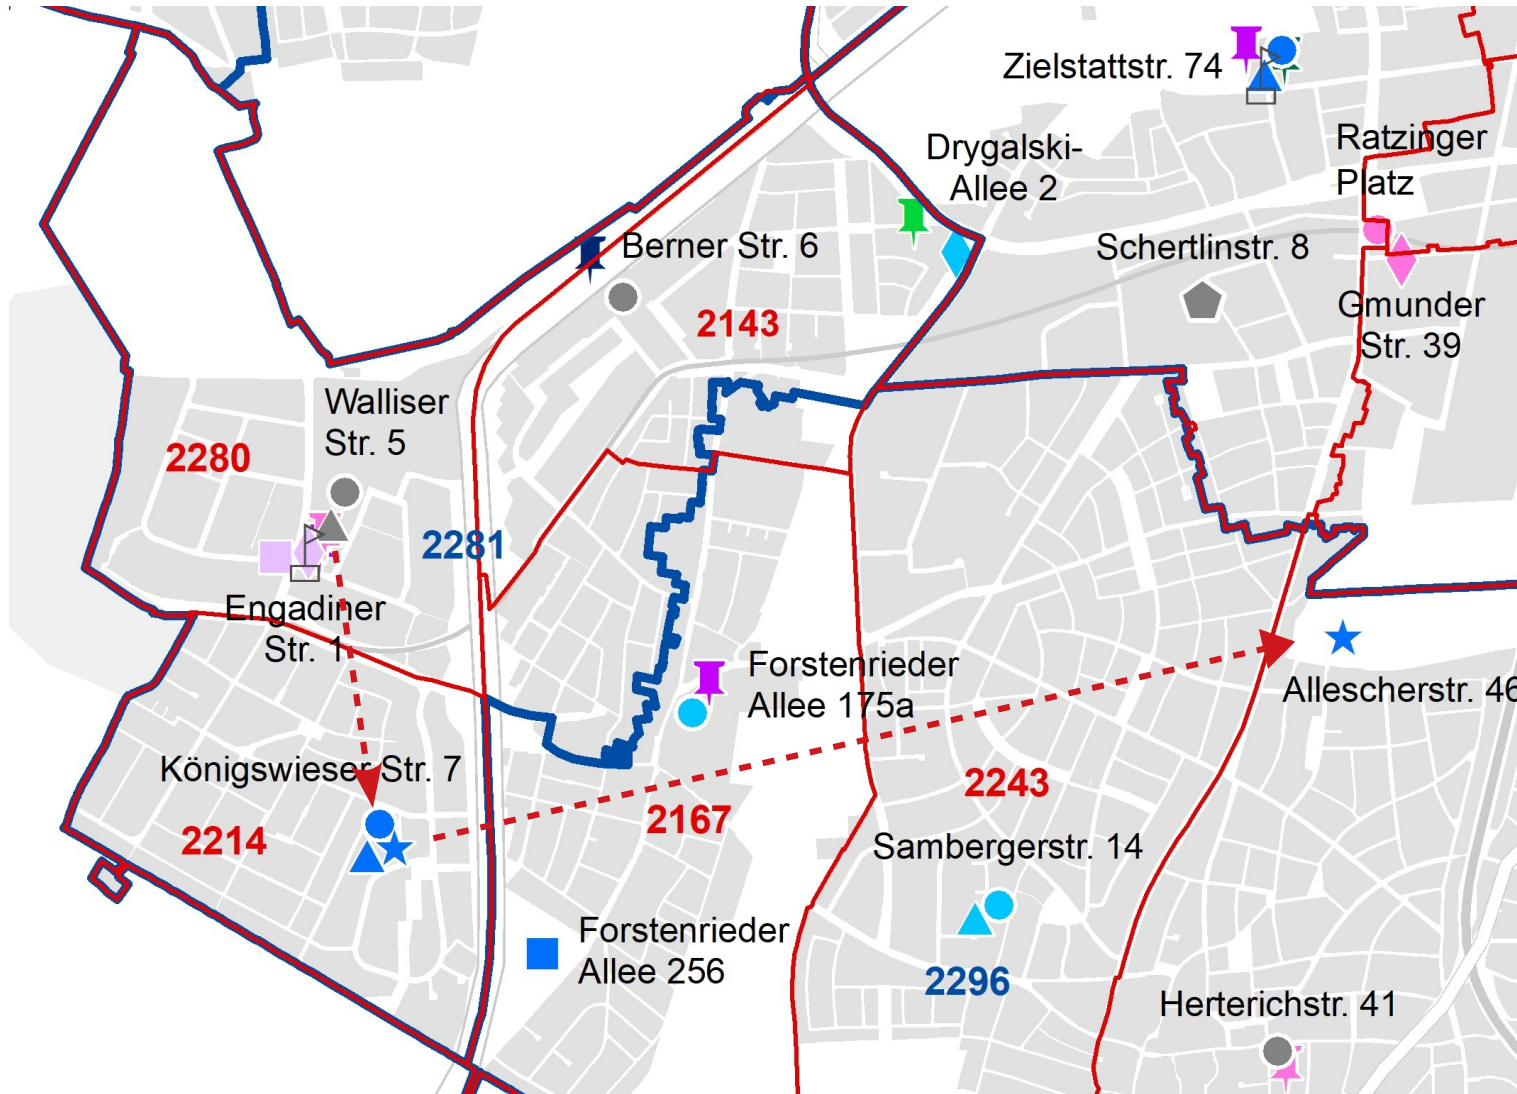 Zielstattstr. 74
Ratzinger
Platz
Drygalski-
Allee 2
Berner Str. 6
Schertlinstr. 8
2143
Gmunder
Str. 39
Walliser
Str. 5
2280
2281
Engadiner
Str. 1
Forstenrieder
Allee 175a
Allescherstr. 46
Königswieser Str. 7
2214
2167
2243
Sambergerstr. 14
Forstenrieder
Allee 256
2296
Herterichstr. 41